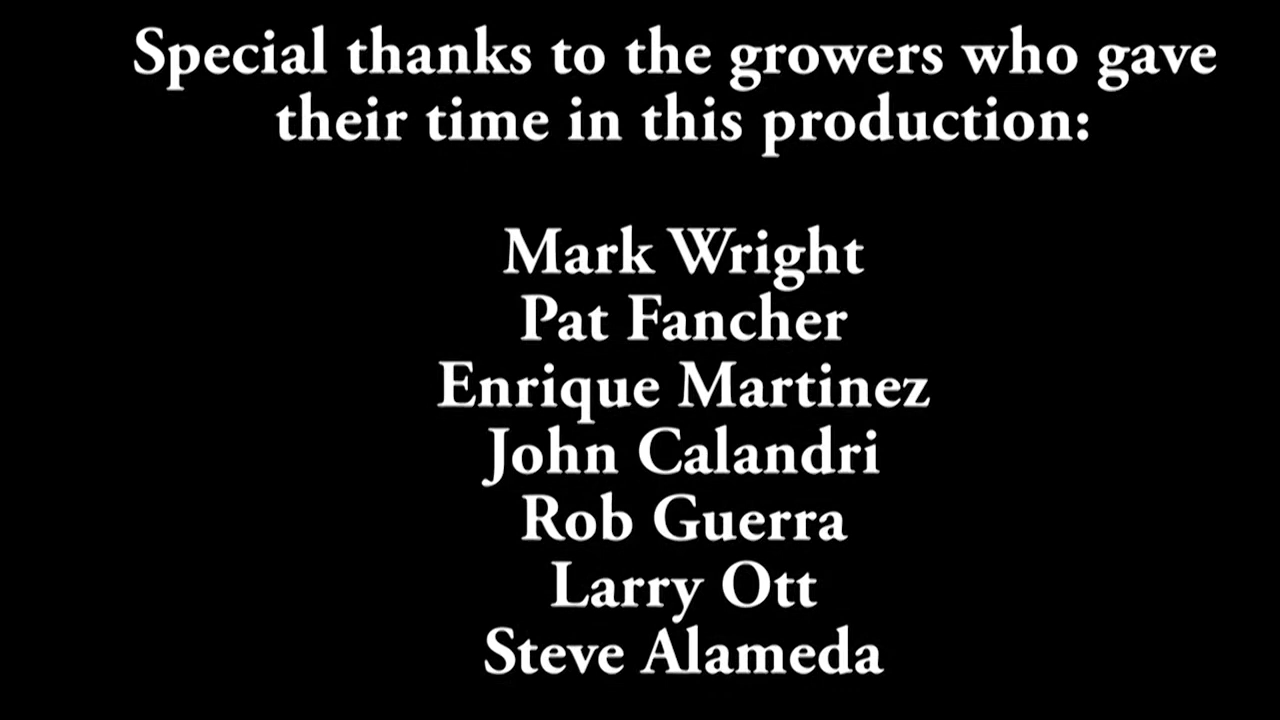 Special thanks to the growers who gave
their time in this production:
Mark Wright
Pat Fancher
Enrique Martinez
John Calandri
Rob Guerra
Larry Ott
Steve Alameda